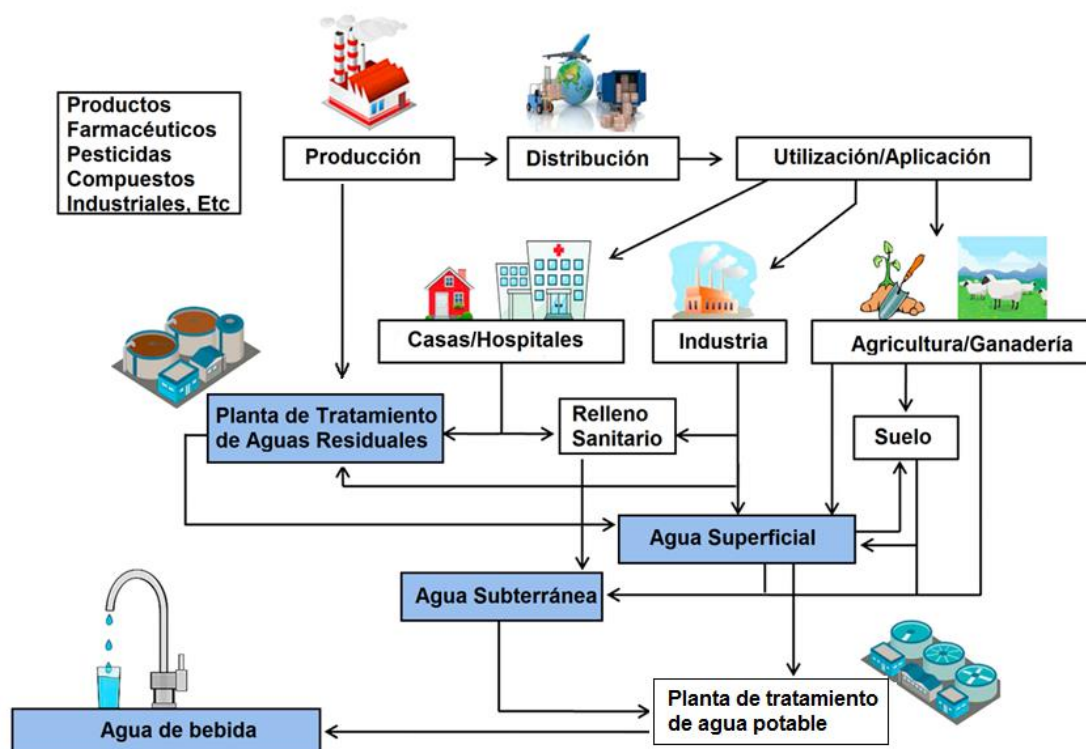 Productos
Farmacéuticos
Pesticidas
Compuestos
Industriales, Etc
Producción
Distribución
Utilización/Aplicación
Casas/Hospitales
Industria
Agricultura/Ganadería
Planta de Tratamiento
de Aguas Residuales
Relleno
Sanitario
Suelo
Agua Superficial
Agua Subterránea
Planta de tratamiento
de agua potable
Agua de bebida